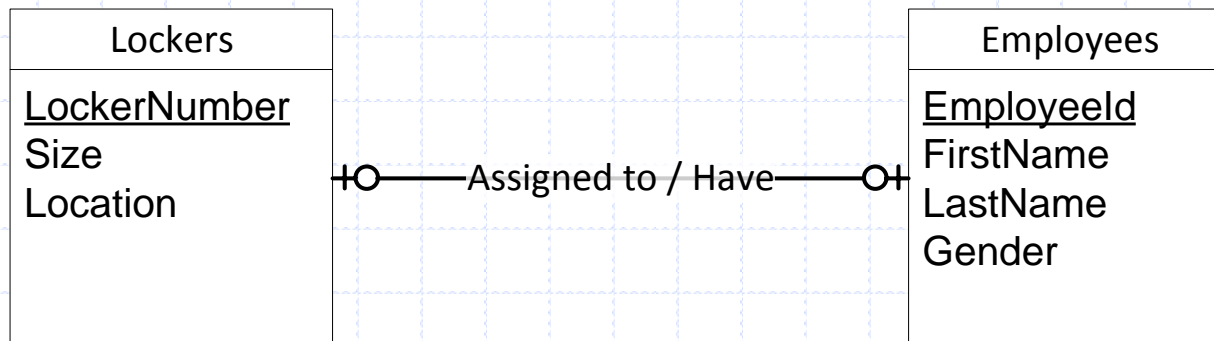 Lockers
LockerNumber
Size
Location
Assigned to / Have
Employees
EmployeeId
FirstName
LastName
Gender